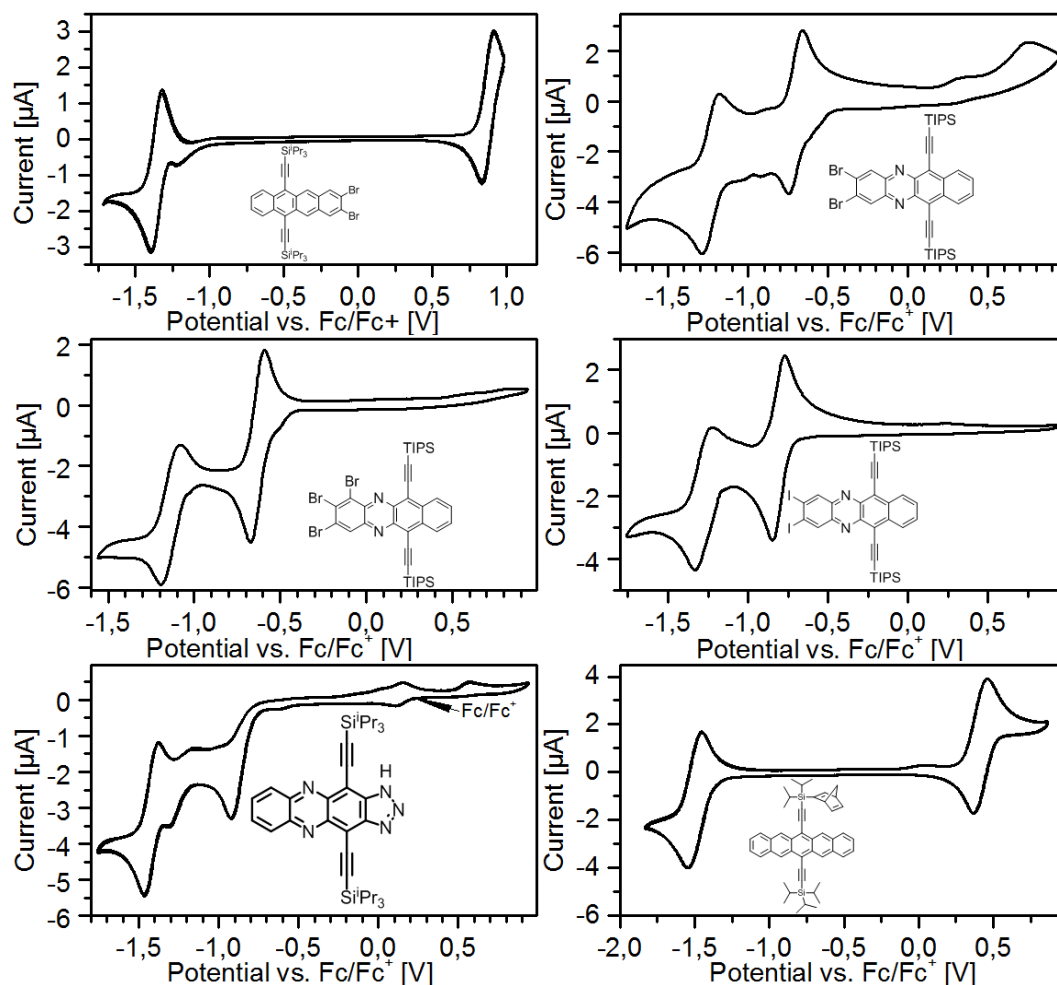 Current [µA]
3
2
1
0
-1
-2
-3
-1,5
-1,0
-0,5
0,0
0,5
1,0
Potential vs. Fc/Fc+ [V]
SiⁱPr₃
Br
Br
SiⁱPr₃
Current [µA]
2
0
-2
-4
-6
-1,5
-1,0
-0,5
0,0
0,5
Potential vs. Fc/Fc⁺ [V]
TIPS
Br
N
Br
N
TIPS
Current [µA]
2
0
-2
-4
-6
-1,5
-1,0
-0,5
0,0
0,5
Potential vs. Fc/Fc⁺ [V]
TIPS
Br
Br
N
Br
N
TIPS
Current [µA]
2
0
-2
-4
-1,5
-1,0
-0,5
0,0
0,5
Potential vs. Fc/Fc⁺ [V]
TIPS
I
N
I
N
TIPS
Current [µA]
0
-1
-2
-3
-4
-5
-6
-1,5
-1,0
-0,5
0,0
0,5
Potential vs. Fc/Fc⁺ [V]
Fc/Fc⁺
SiⁱPr₃
H
N
N
N
N
N
SiⁱPr₃
Current [µA]
4
2
0
-2
-4
-6
-2,0
-1,5
-1,0
-0,5
0,0
0,5
Potential vs. Fc/Fc⁺ [V]
Si
Si